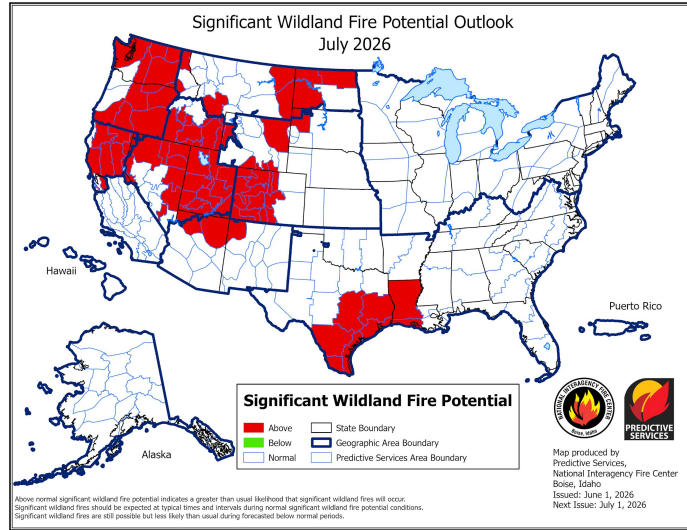 Significant Wildland Fire Potential Outlook
July 2026
Hawaii
Puerto Rico
Alaska
Significant Wildland Fire Potential
Above
Below
Normal
State Boundary
Geographic Area Boundary
Predictive Services Area Boundary
NATIONAL INTERAGENCY FIRE CENTER
Boise, Idaho
PREDICTIVE
SERVICES
Map produced by
Predictive Services,
National Interagency Fire Center
Boise, Idaho
Issued: June 1, 2026
Next Issue: July 1, 2026
Above normal significant wildland fire potential indicates a greater than usual likelihood that significant wildland fires will occur.
Significant wildland fires should be expected at typical times and intervals during normal significant wildland fire potential conditions.
Significant wildland fires are still possible but less likely than usual during forecasted below normal periods.